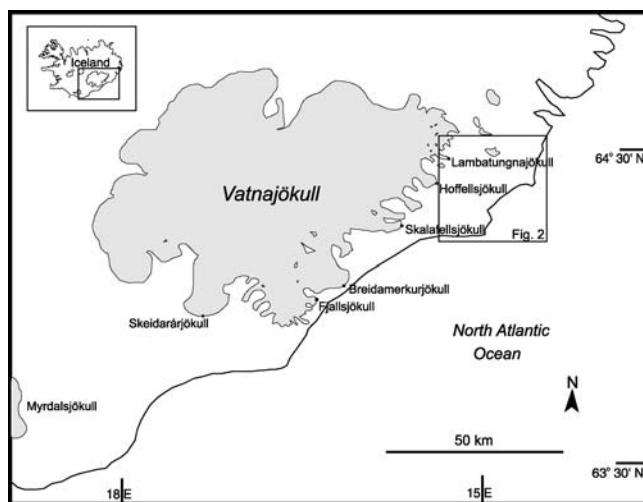 Iceland
64° 30' N
Lambatungnajökull
Hoffellsjökull
Vatnajökull
Skalafellsjökull
Fig. 2
Breidamerkurjökull
Fjallsjökull
Skeidarárjökull
North Atlantic
Ocean
N
Myrdalsjökull
50 km
63° 30' N
18 E
15 E